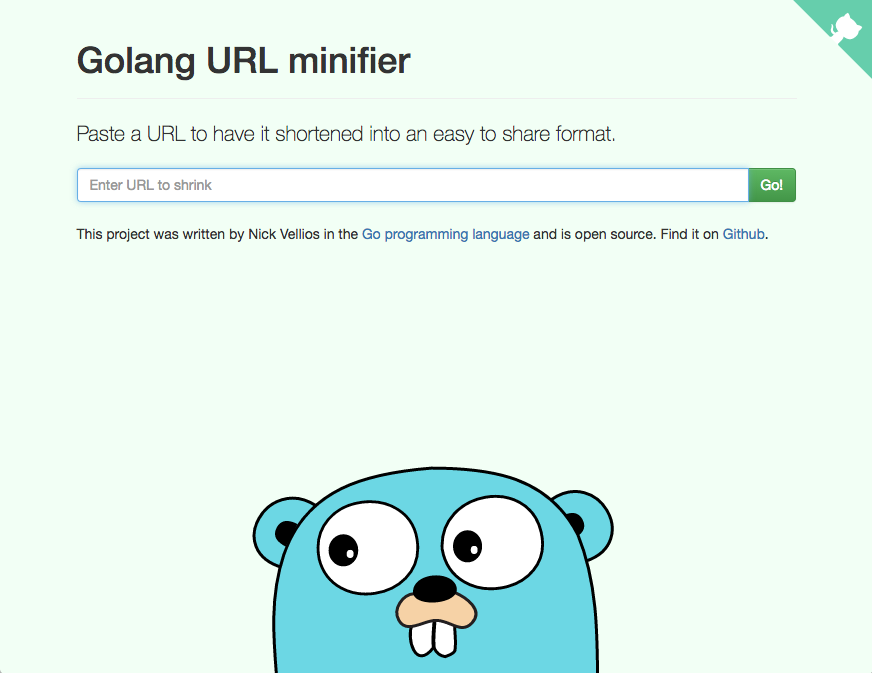 Golang URL minifier
Paste a URL to have it shortened into an easy to share format.
Enter URL to shrink
Go!
This project was written by Nick Vellios in the Go programming language and is open source. Find it on Github.